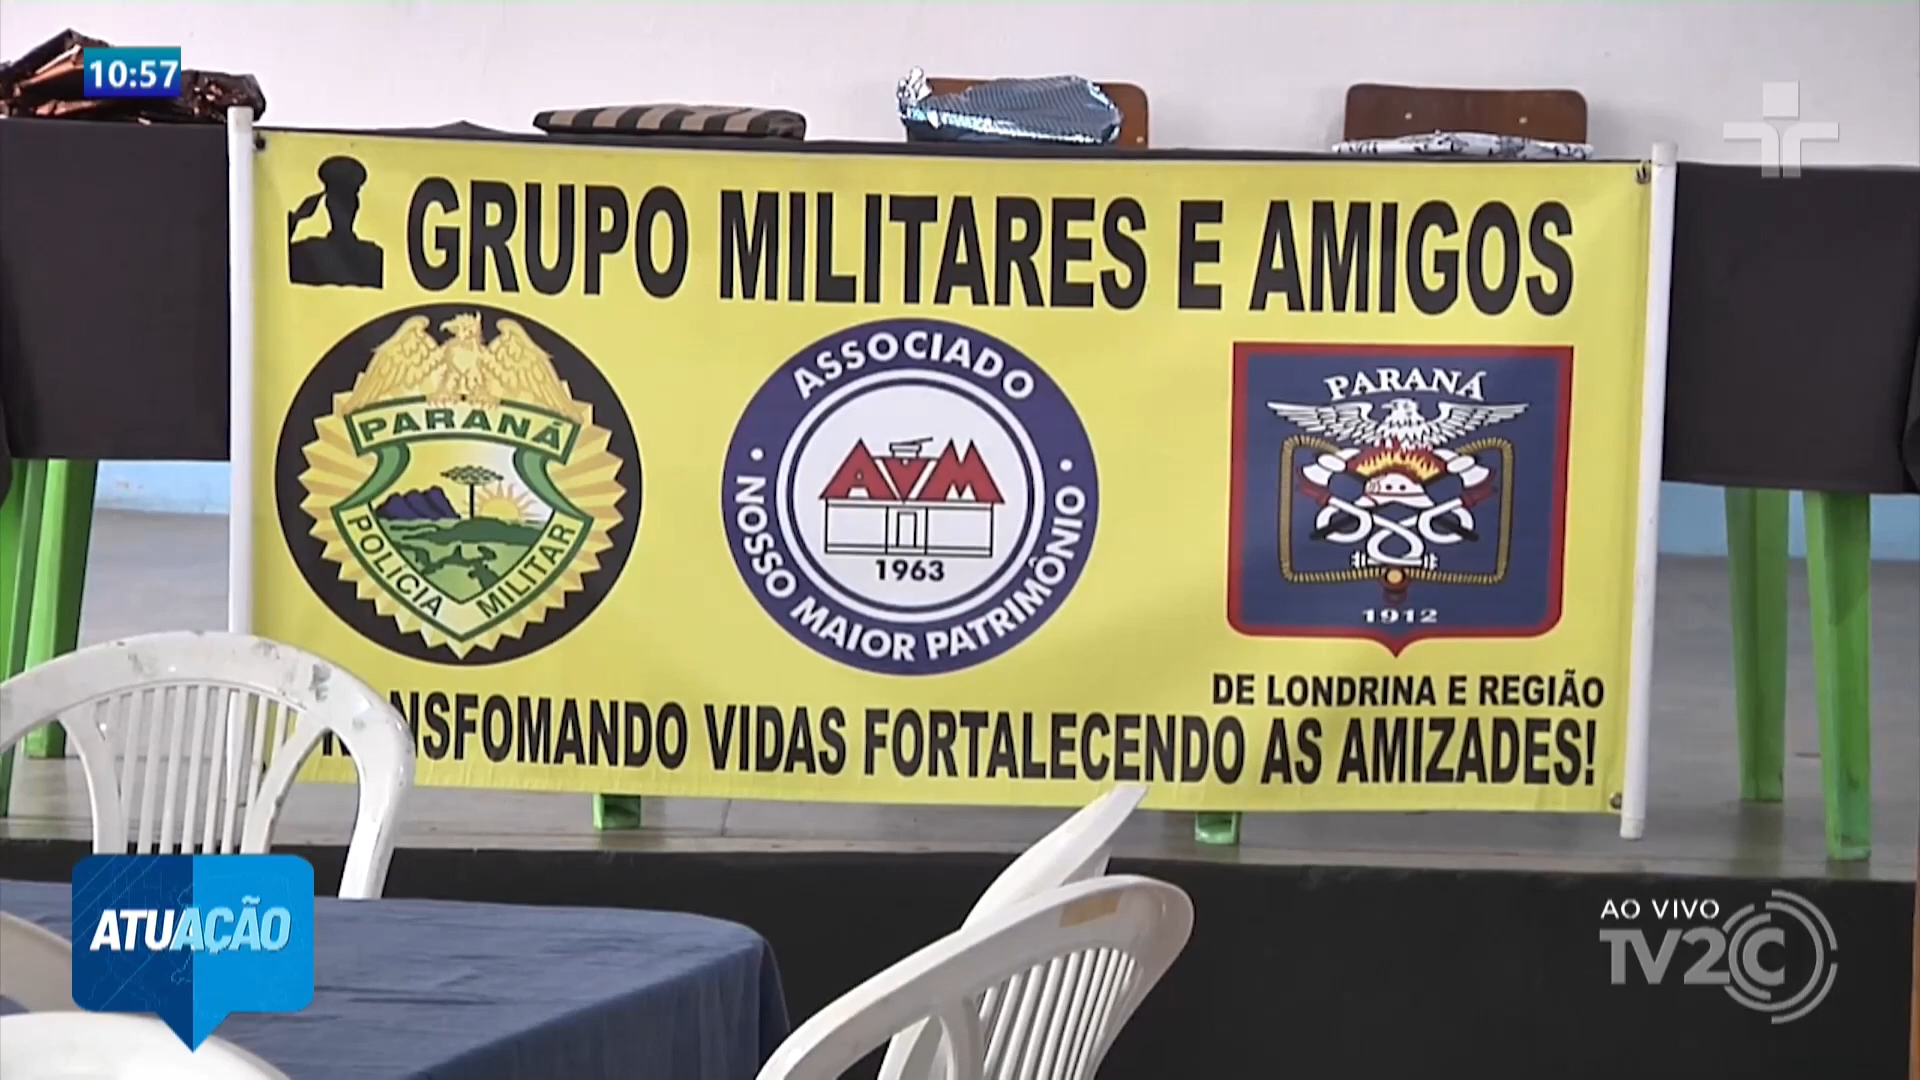 10:57
GRUPO MILITARES E AMIGOS
PARANÁ
POLICIA MILITAR
ASSOCIADO
AVM
1963
NOSSO MAIOR PATRIMÔNIO
PARANÁ
1912
DE LONDRINA E REGIÃO
NSFOMANDO VIDAS FORTALECENDO AS AMIZADES!
ATUAÇÃO
AO VIVO
TV2C